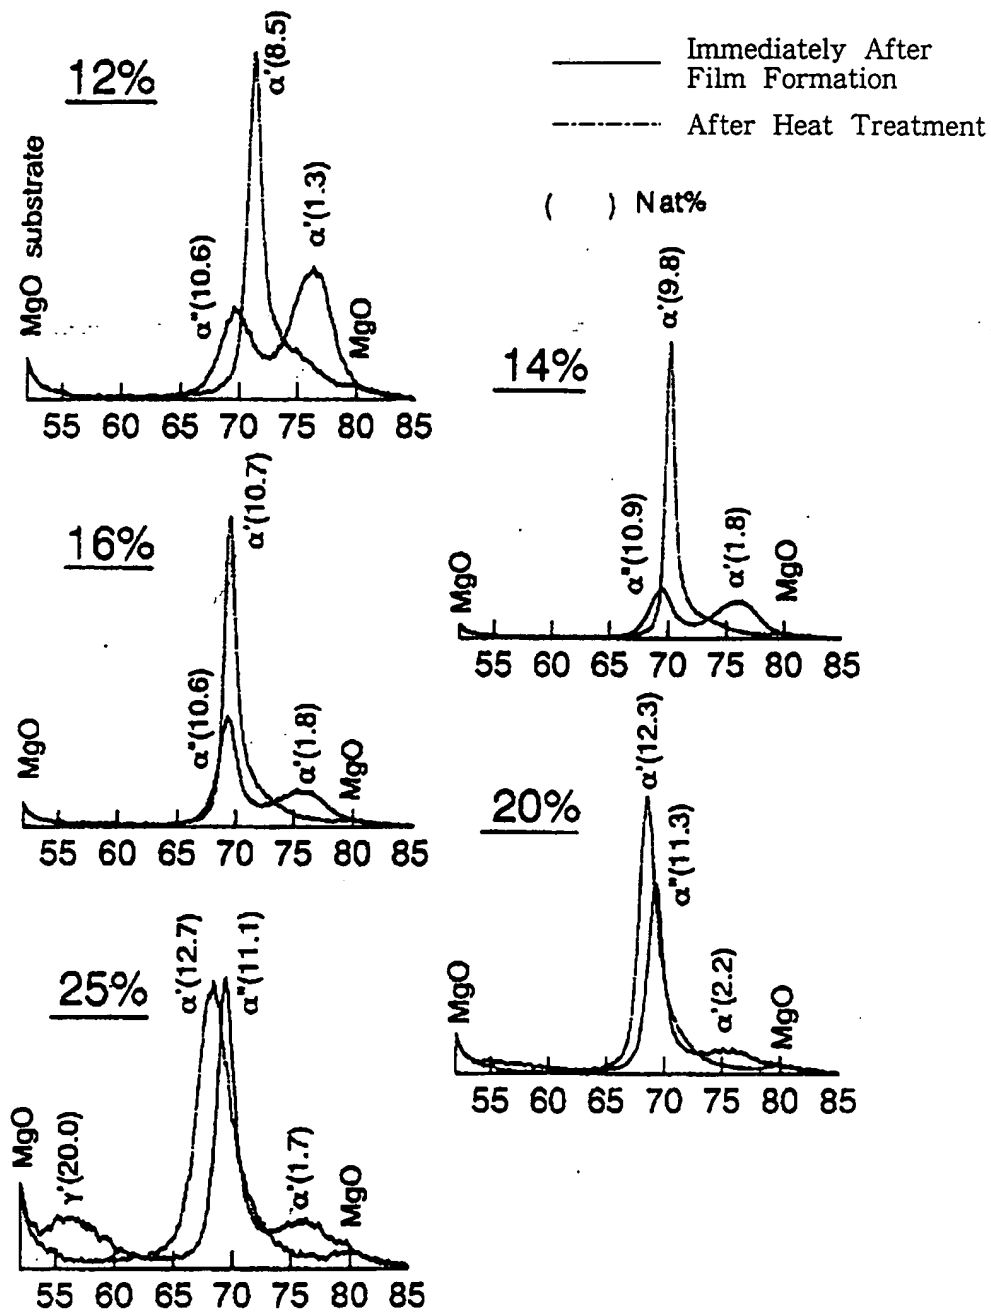 Immediately After
Film Formation
After Heat Treatment
( ) Nat%
12%
MgO substrate
α"(10.6)
α'(8.5)
α'(1.3)
MgO
55 60 65 70 75 80 85
14%
MgO
α"(10.9)
α'(9.8)
α'(1.8)
MgO
55 60 65 70 75 80 85
16%
MgO
α"(10.6)
α'(10.7)
α'(1.8)
MgO
55 60 65 70 75 80 85
20%
MgO
α'(12.3)
α"(11.3)
α'(2.2)
MgO
55 60 65 70 75 80 85
25%
MgO
γ'(20.0)
α'(12.7)
α"(11.1)
α'(1.7)
MgO
55 60 65 70 75 80 85